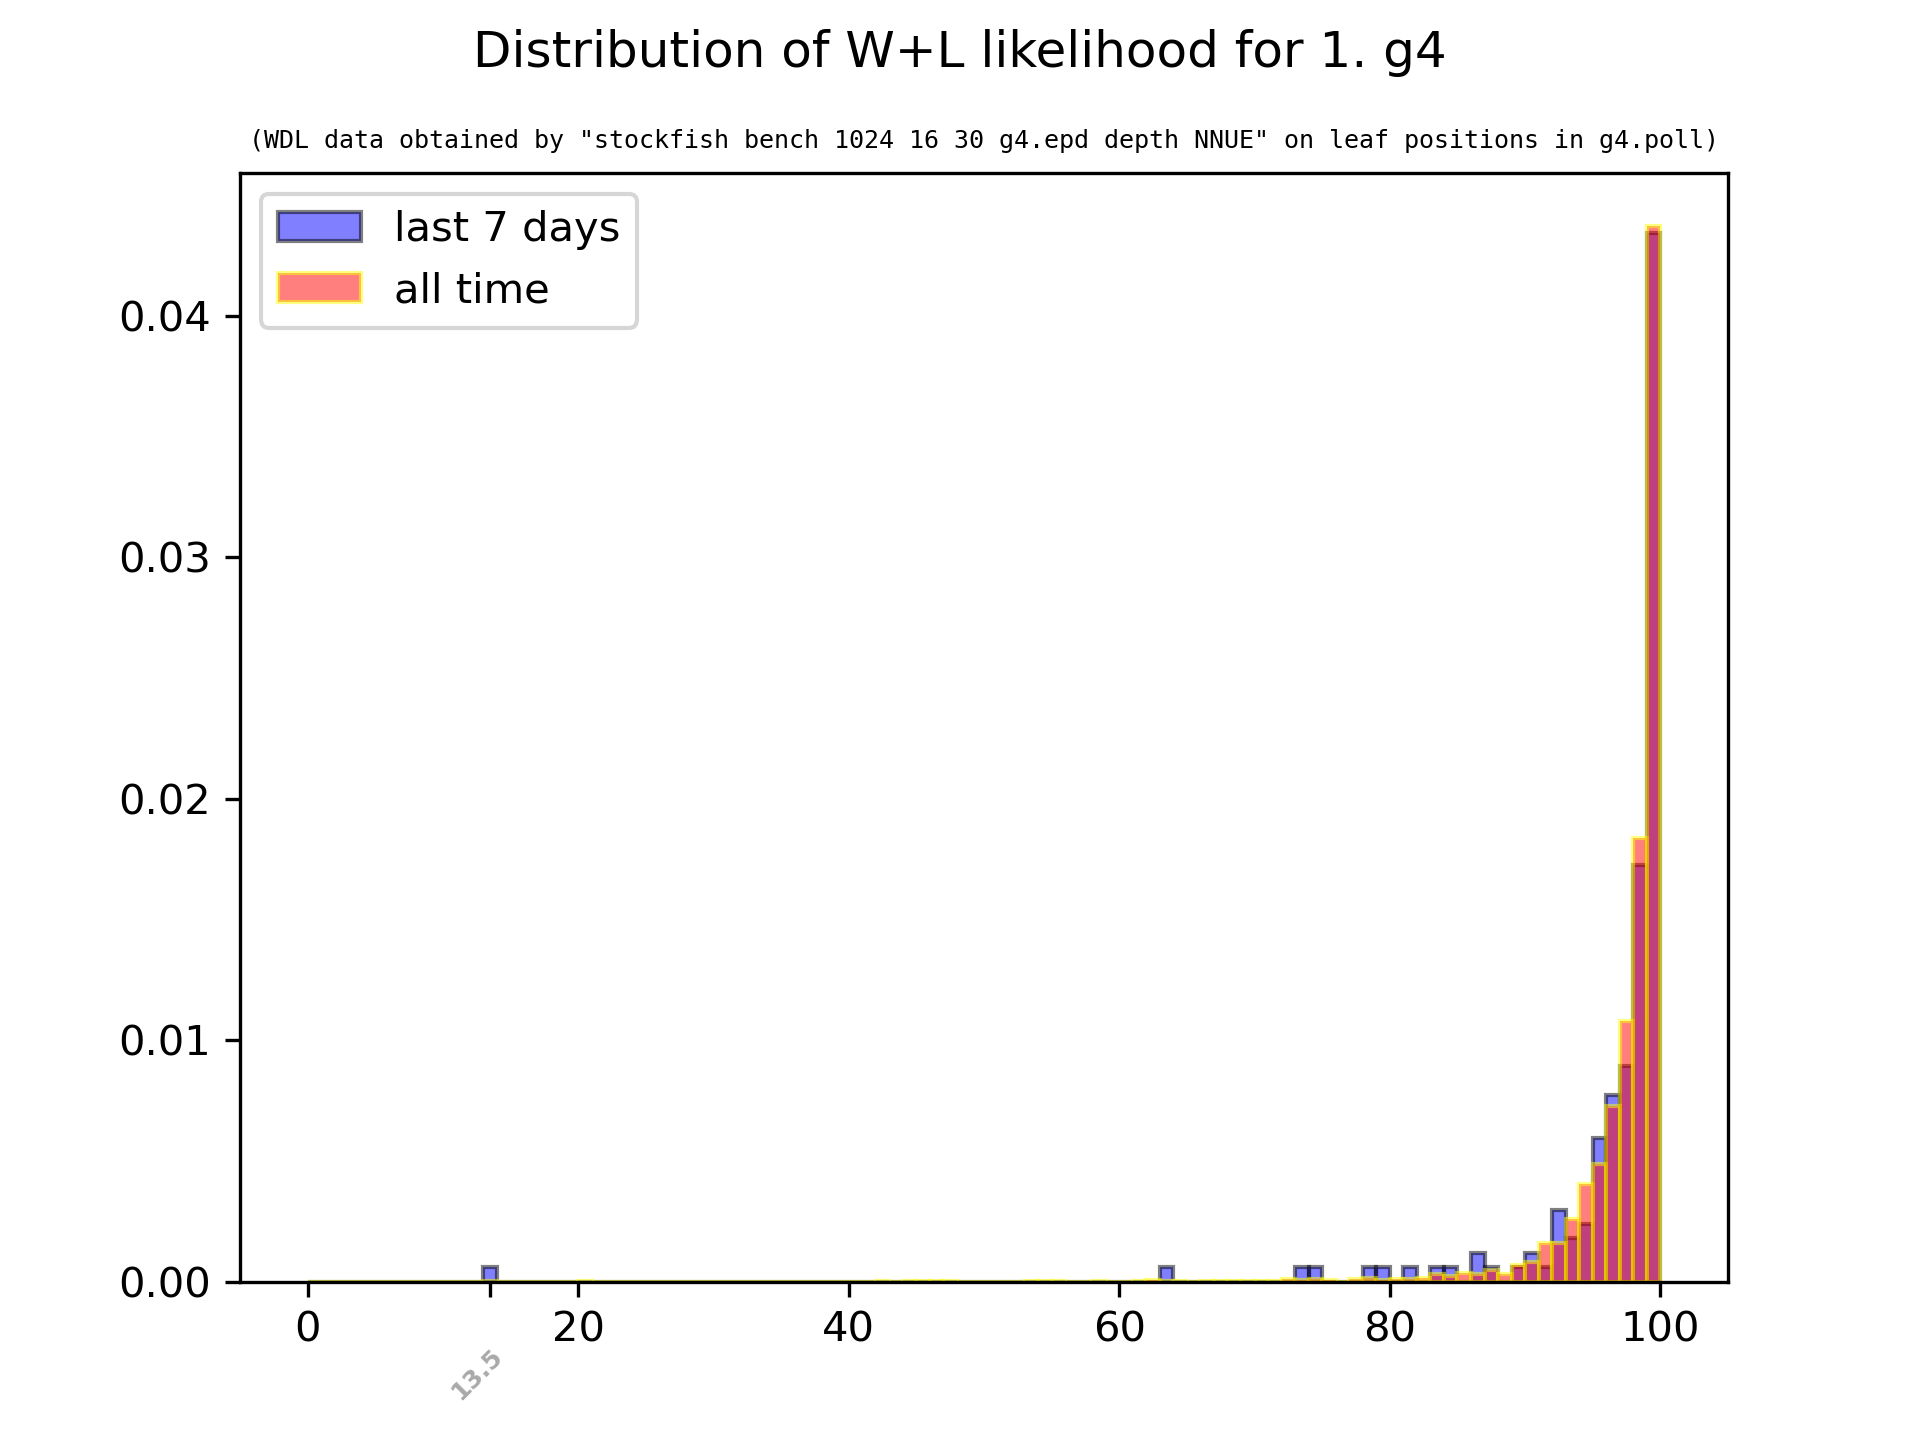 Distribution of W+L likelihood for 1. g4
(WDL data obtained by "stockfish bench 1024 16 30 g4.epd depth NNUE" on leaf positions in g4.poll)
last 7 days
all time
0.04
0.03
0.02
0.01
0.00
0 20 40 60 80 100
13.5